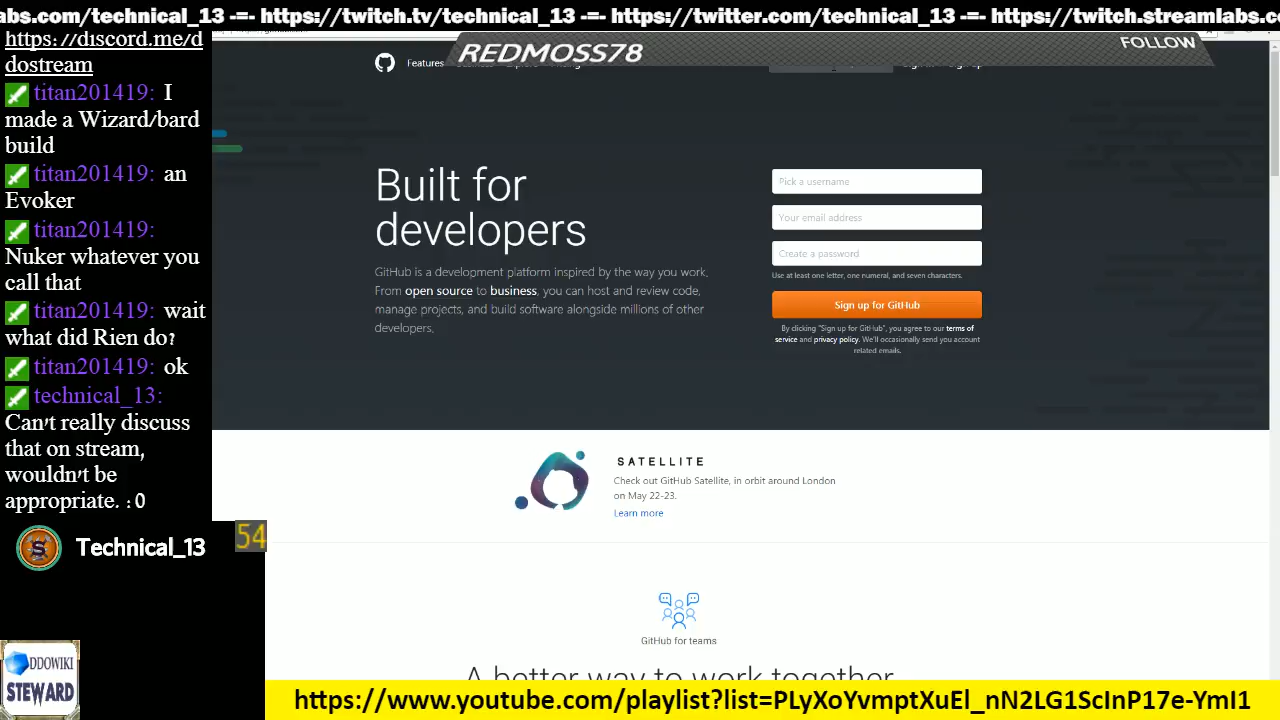 abs.com/technical_13 -=- https://twitch.tv/technical_13 -=- https://twitter.com/technical_13 -=- https://twitch.streamlabs.c
https://discord.me/d
dostream
titan201419: I
made a Wizard/bard
build
titan201419: an
Evoker
titan201419:
Nuker whatever you
call that
titan201419: wait
what did Rien do?
titan201419: ok
technical_13:
Can't really discuss
that on stream,
wouldn't be
appropriate. :0
Technical_13
54
DDOWIKI
STEWARD
REDMOSS78
FOLLOW
Features
Built for
developers
GitHub is a development platform inspired by the way you work.
From open source to business, you can host and review code,
manage projects, and build software alongside millions of other
developers.
Pick a username
Your email address
Create a password
Use at least one letter, one numeral, and seven characters.
Sign up for GitHub
By clicking "Sign up for GitHub", you agree to our terms of
service and privacy policy. We'll occasionally send you account
related emails.
SATELLITE
Check out GitHub Satellite, in orbit around London
on May 22-23.
Learn more
GitHub for teams
A better way to work together
https://www.youtube.com/playlist?list=PLyXoYvmptXuEl_nN2LG1ScInP17e-YmI1